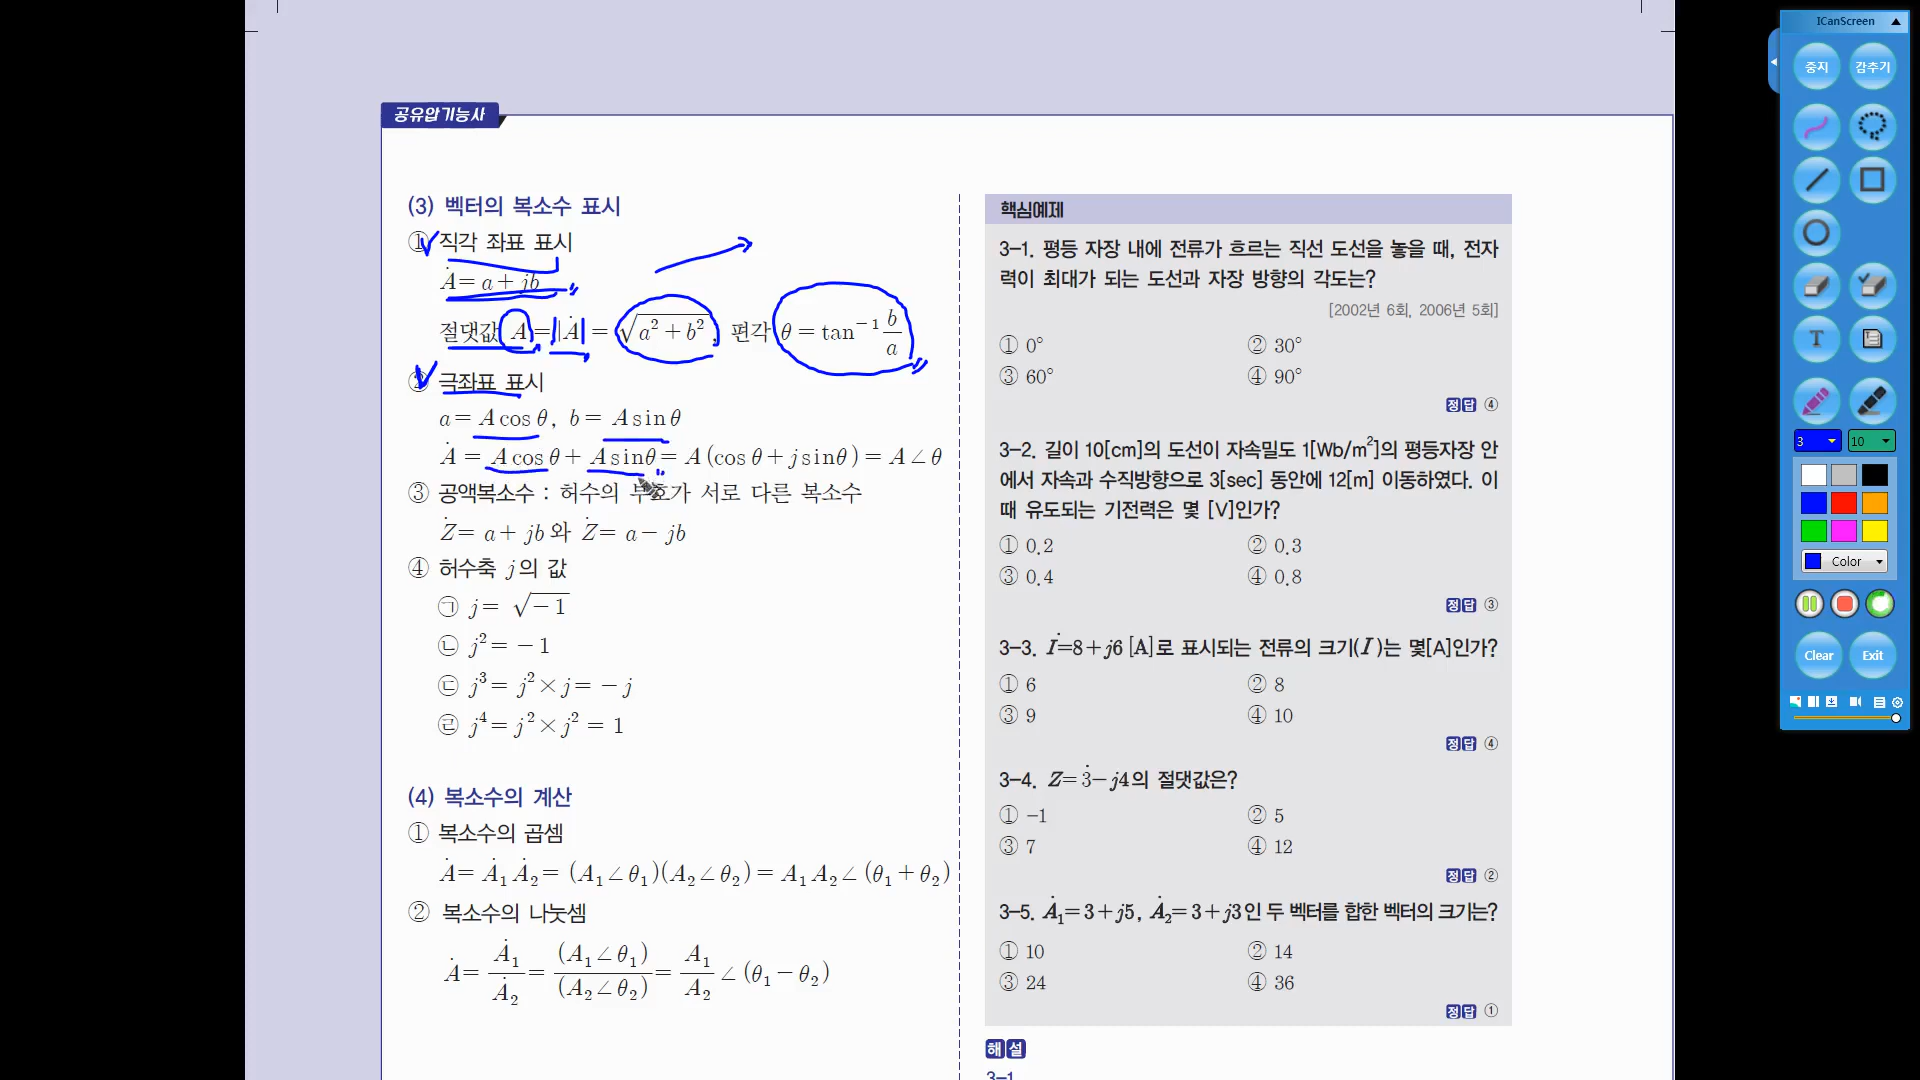 공유압기능사
(3) 벡터의 복소수 표시
① 직각 좌표 표시
Ȧ = a + jb
절댓값 A = |Ȧ| = √(a² + b²), 편각 θ = tan⁻¹ b/a
② 극좌표 표시
a = A cos θ, b = A sin θ
Ȧ = A cos θ + A sin θ = A (cos θ + j sin θ) = A ∠ θ
③ 공액복소수 : 허수의 부호가 서로 다른 복소수
Ż = a + jb 와 Ż = a − jb
④ 허수축 j의 값
㉠ j = √−1
㉡ j² = −1
㉢ j³ = j² × j = −j
㉣ j⁴ = j² × j² = 1
(4) 복소수의 계산
① 복소수의 곱셈
Ȧ = Ȧ₁ Ȧ₂ = (A₁ ∠ θ₁)(A₂ ∠ θ₂) = A₁ A₂ ∠ (θ₁ + θ₂)
② 복소수의 나눗셈
Ȧ = Ȧ₁/Ȧ₂ = (A₁ ∠ θ₁)/(A₂ ∠ θ₂) = A₁/A₂ ∠ (θ₁ − θ₂)
핵심예제
3-1. 평등 자장 내에 전류가 흐르는 직선 도선을 놓을 때, 전자
력이 최대가 되는 도선과 자장 방향의 각도는?
[2002년 6회, 2006년 5회]
① 0° ② 30°
③ 60° ④ 90°
정답 ④
3-2. 길이 10[cm]의 도선이 자속밀도 1[Wb/m²]의 평등자장 안
에서 자속과 수직방향으로 3[sec] 동안에 12[m] 이동하였다. 이
때 유도되는 기전력은 몇 [V]인가?
① 0.2 ② 0.3
③ 0.4 ④ 0.8
정답 ③
3-3. İ=8+j6 [A]로 표시되는 전류의 크기(I)는 몇[A]인가?
① 6 ② 8
③ 9 ④ 10
정답 ④
3-4. Z=3̇−j4의 절댓값은?
① -1 ② 5
③ 7 ④ 12
정답 ②
3-5. Ȧ₁=3+j5, Ȧ₂=3+j3인 두 벡터를 합한 벡터의 크기는?
① 10 ② 14
③ 24 ④ 36
정답 ①
해설
3-1
ICanScreen
중지 감추기
T
3 10
Color
Clear Exit